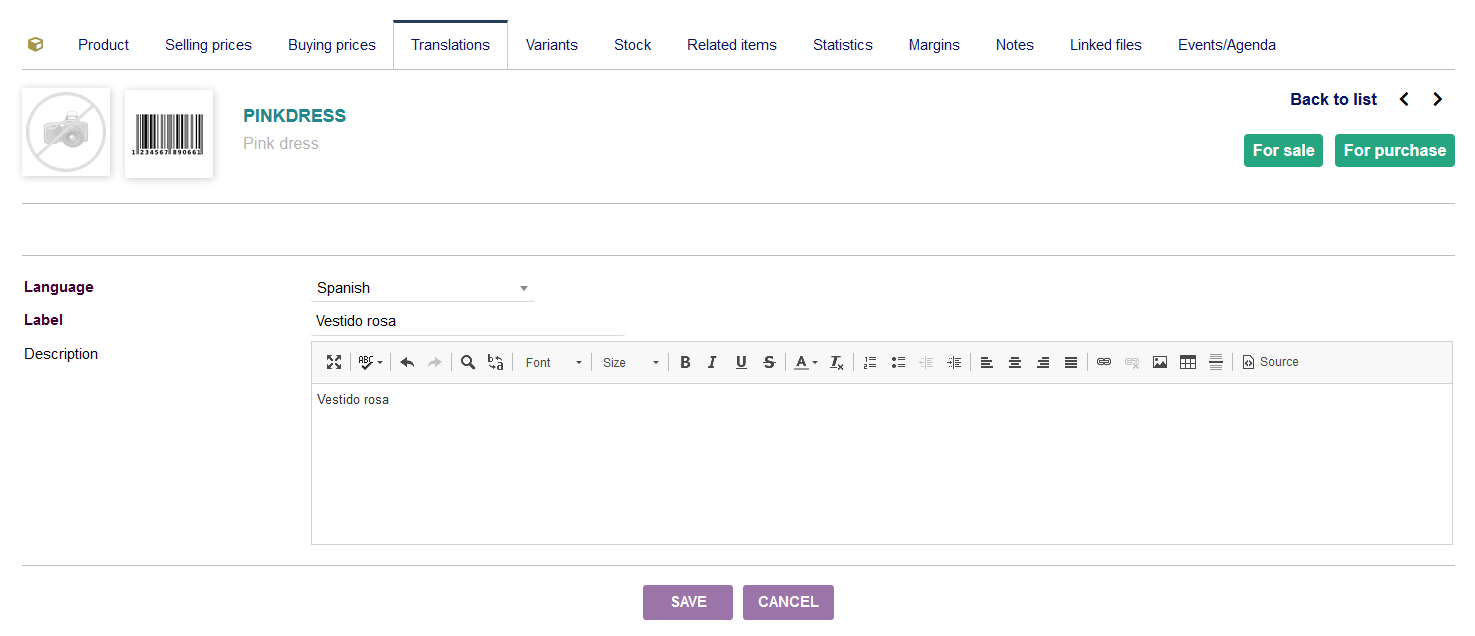 Product Selling prices Buying prices Translations Variants Stock Related items Statistics Margins Notes Linked files Events/Agenda
Back to list
PINKDRESS
Pink dress
1234567890661
For sale For purchase
Language Spanish
Label Vestido rosa
Description
ABC Font Size B I U S A Tx Source
Vestido rosa
SAVE CANCEL